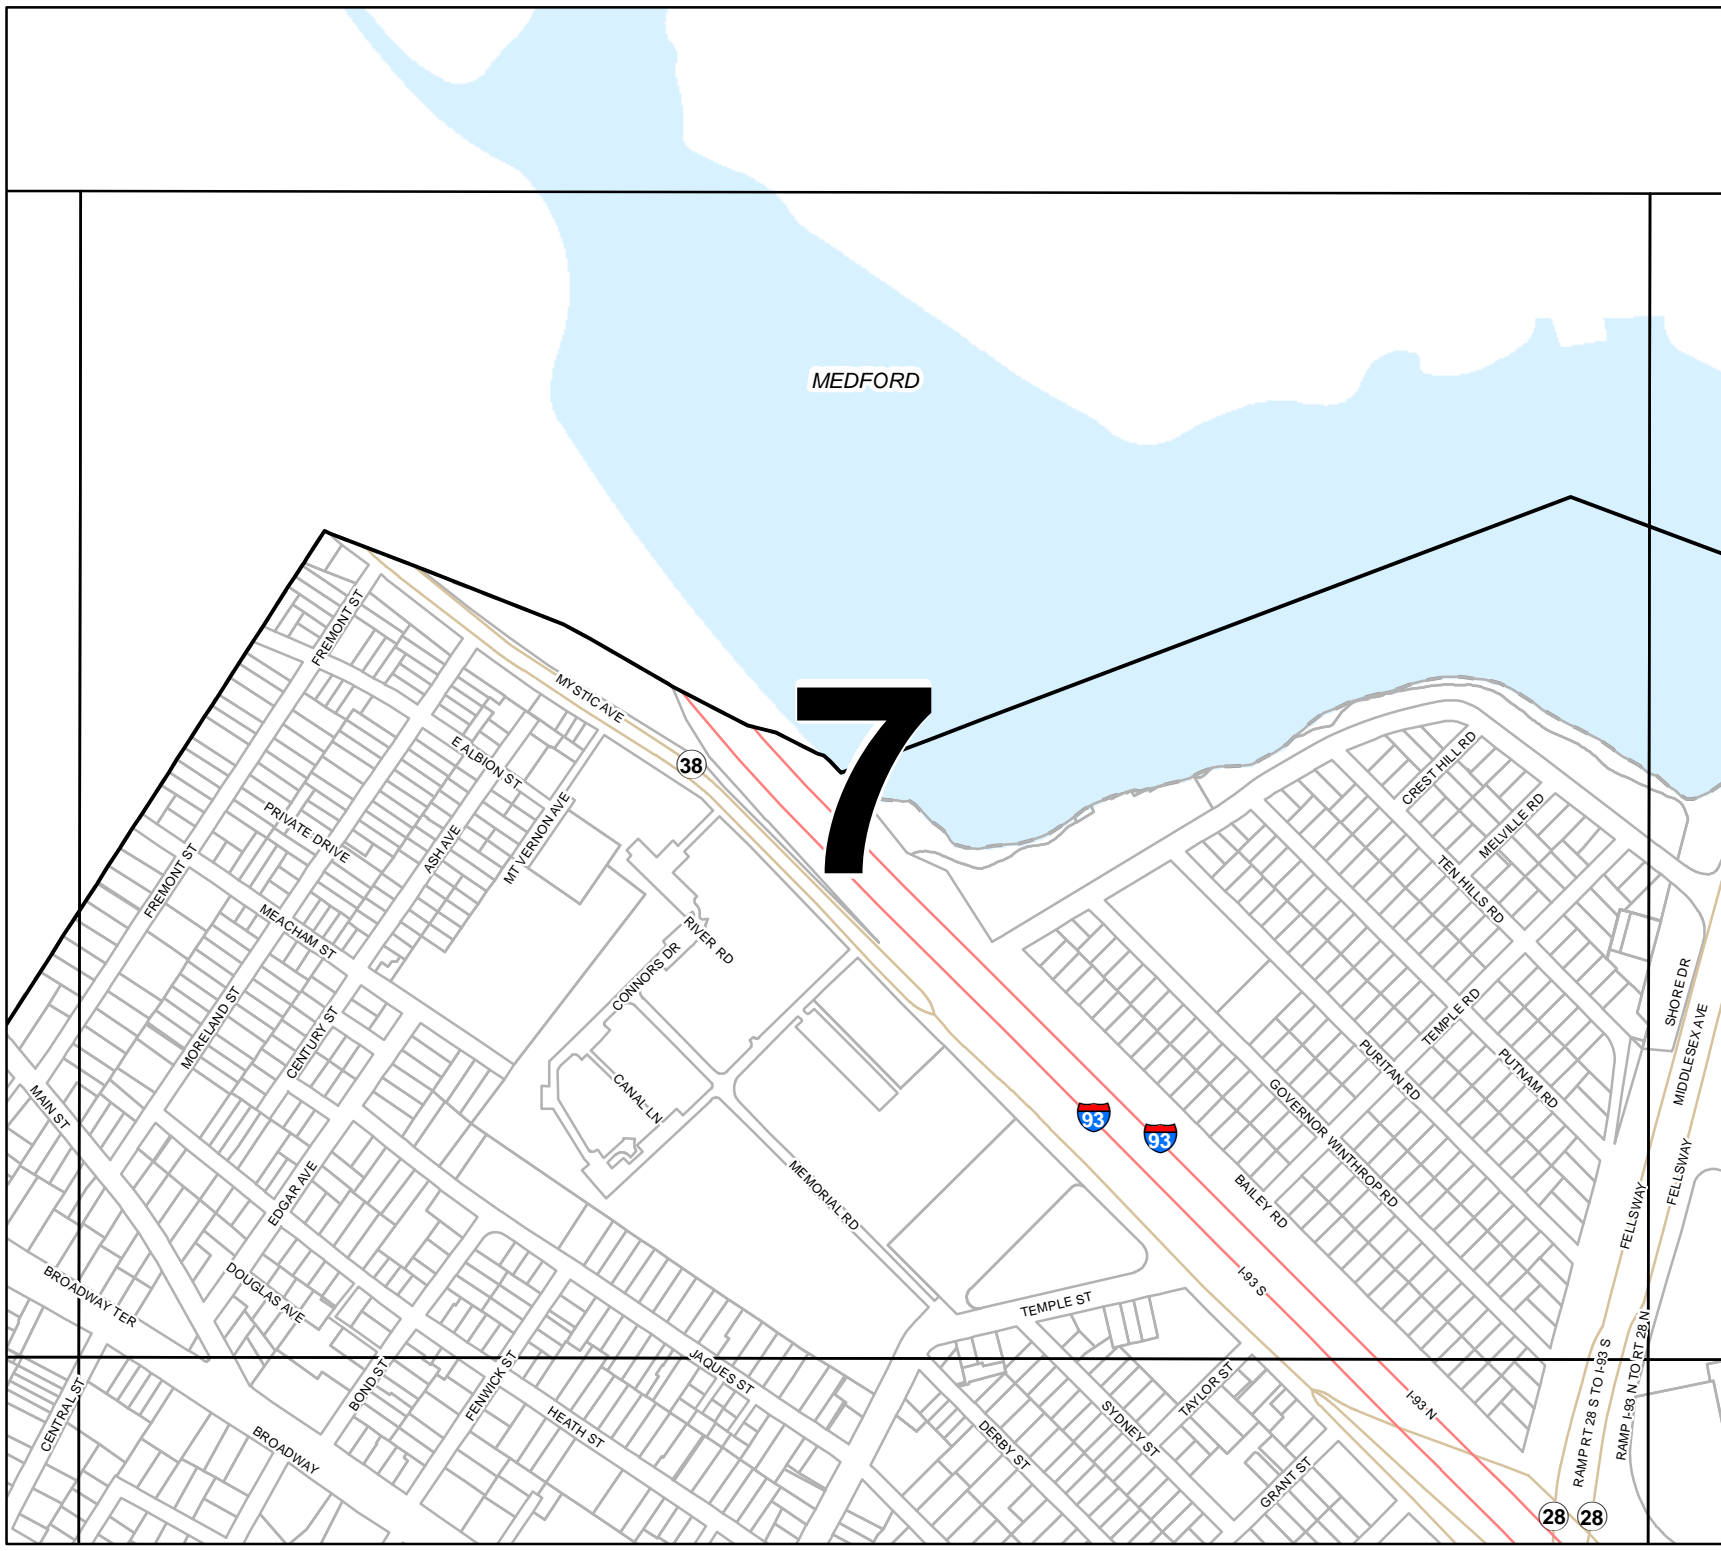 MEDFORD
7
FREMONT ST
MYSTIC AVE
38
E ALBION ST
CREST HILL RD
PRIVATE DRIVE
ASH AVE
MT VERNON AVE
MELVILLE RD
FREMONT ST
TEN HILLS RD
MEACHAM ST
RIVER RD
CONNORS DR
SHORE DR
MORELAND ST
CENTURY ST
TEMPLE RD
MIDDLESEX AVE
MAIN ST
CANAL LN
PURITAN RD
PUTNAM RD
93
93
GOVERNOR WINTHROP RD
EDGAR AVE
MEMORIAL RD
BAILEY RD
FELLSWAY
FELLSWAY
BROADWAY TER
DOUGLAS AVE
I-93 S
TEMPLE ST
JAQUES ST
BOND ST
FENWICK ST
TAYLOR ST
I-93 N
RAMP RT 28 S TO I-93 S
RAMP I-93 N TO RT 28 N
CENTRAL ST
HEATH ST
BROADWAY
DERBY ST
SYDNEY ST
GRANT ST
28
28